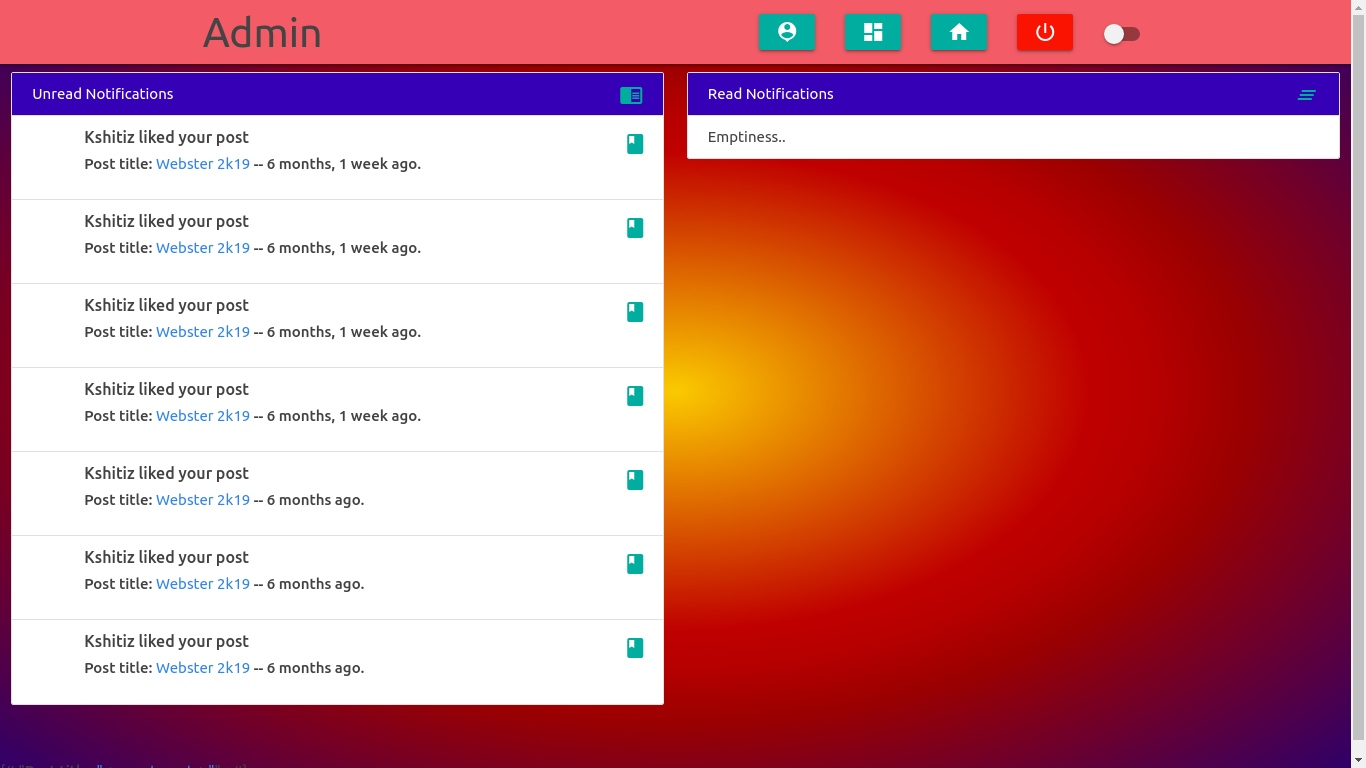 Admin
Unread Notifications
Kshitiz liked your post
Post title: Webster 2k19 -- 6 months, 1 week ago.
Kshitiz liked your post
Post title: Webster 2k19 -- 6 months, 1 week ago.
Kshitiz liked your post
Post title: Webster 2k19 -- 6 months, 1 week ago.
Kshitiz liked your post
Post title: Webster 2k19 -- 6 months, 1 week ago.
Kshitiz liked your post
Post title: Webster 2k19 -- 6 months ago.
Kshitiz liked your post
Post title: Webster 2k19 -- 6 months ago.
Kshitiz liked your post
Post title: Webster 2k19 -- 6 months ago.
Read Notifications
Emptiness..